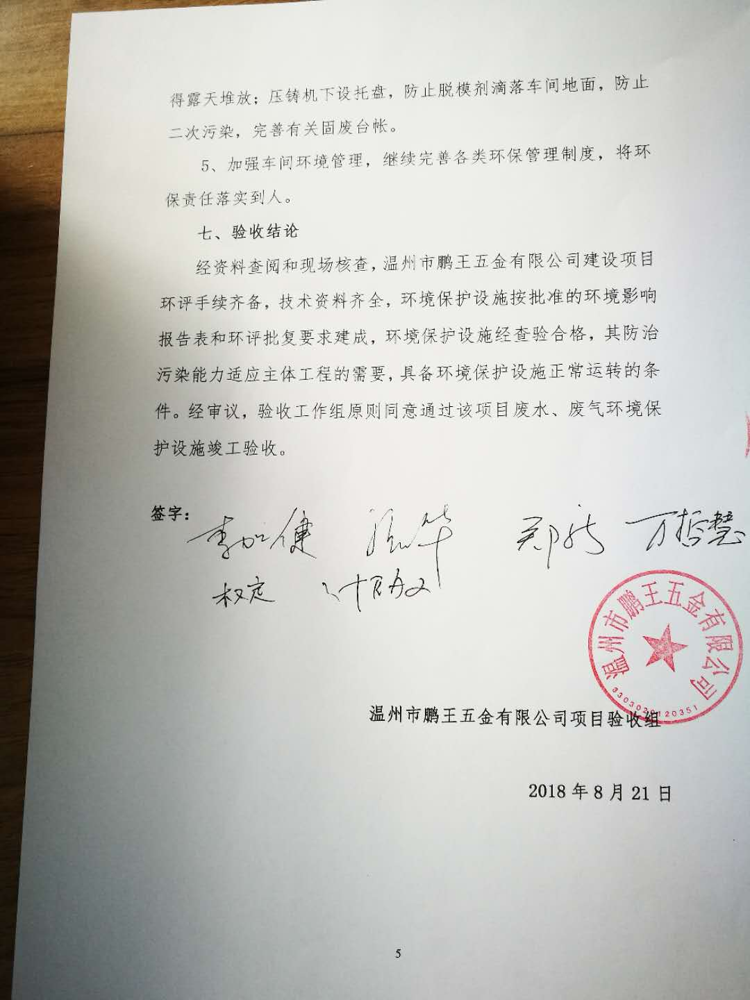 得露天堆放；压铸机下设托盘，防止脱模剂滴落车间地面，防止
二次污染，完善有关固废台帐。
5、加强车间环境管理，继续完善各类环保管理制度，将环
保责任落实到人。
七、验收结论
经资料查阅和现场核查，温州市鹏王五金有限公司建设项目
环评手续齐备，技术资料齐全，环境保护设施按批准的环境影响
报告表和环评批复要求建成，环境保护设施经查验合格，其防治
污染能力适应主体工程的需要，具备环境保护设施正常运转的条
件。经审议，验收工作组原则同意通过该项目废水、废气环境保
护设施竣工验收。
签字：
李加健 万哲慧
权定
温州市鹏王五金有限公司
3303020120351
温州市鹏王五金有限公司项目验收组
2018 年 8 月 21 日
5